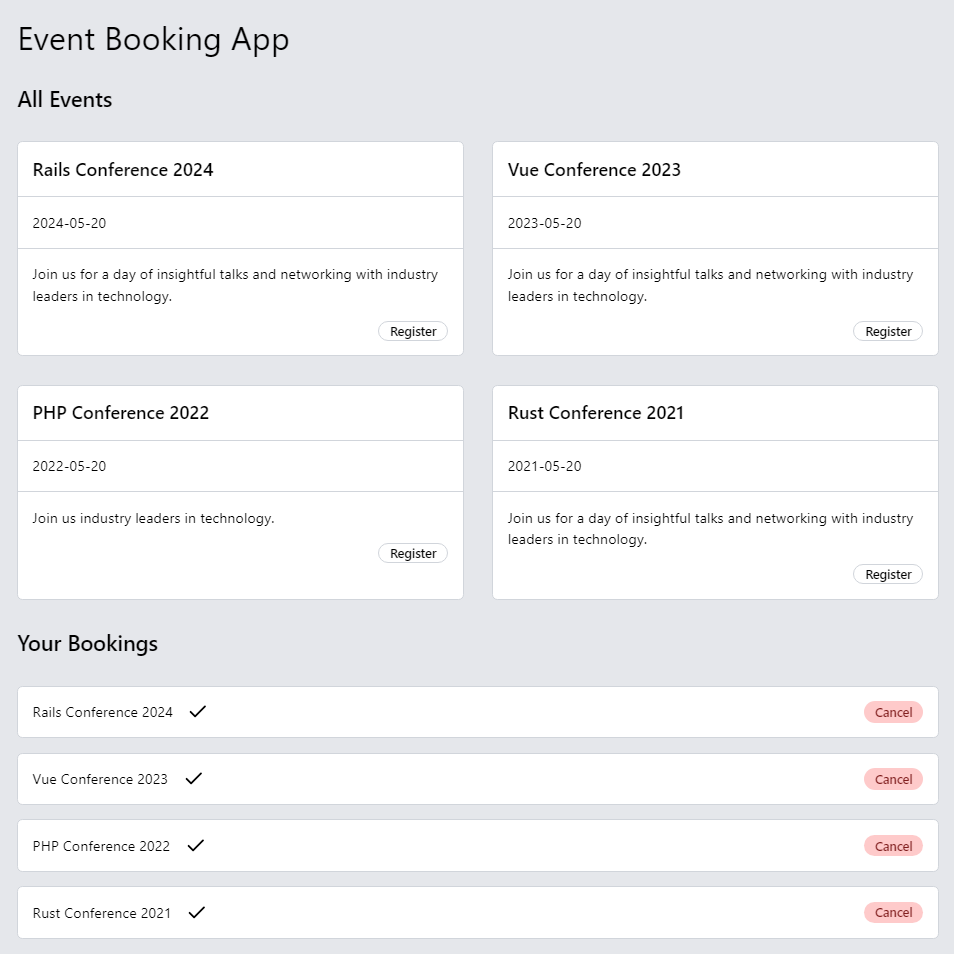 Event Booking App
All Events
Rails Conference 2024
2024-05-20
Join us for a day of insightful talks and networking with industry
leaders in technology.
Register
Vue Conference 2023
2023-05-20
Join us for a day of insightful talks and networking with industry
leaders in technology.
Register
PHP Conference 2022
2022-05-20
Join us industry leaders in technology.
Register
Rust Conference 2021
2021-05-20
Join us for a day of insightful talks and networking with industry
leaders in technology.
Register
Your Bookings
Rails Conference 2024
Cancel
Vue Conference 2023
Cancel
PHP Conference 2022
Cancel
Rust Conference 2021
Cancel